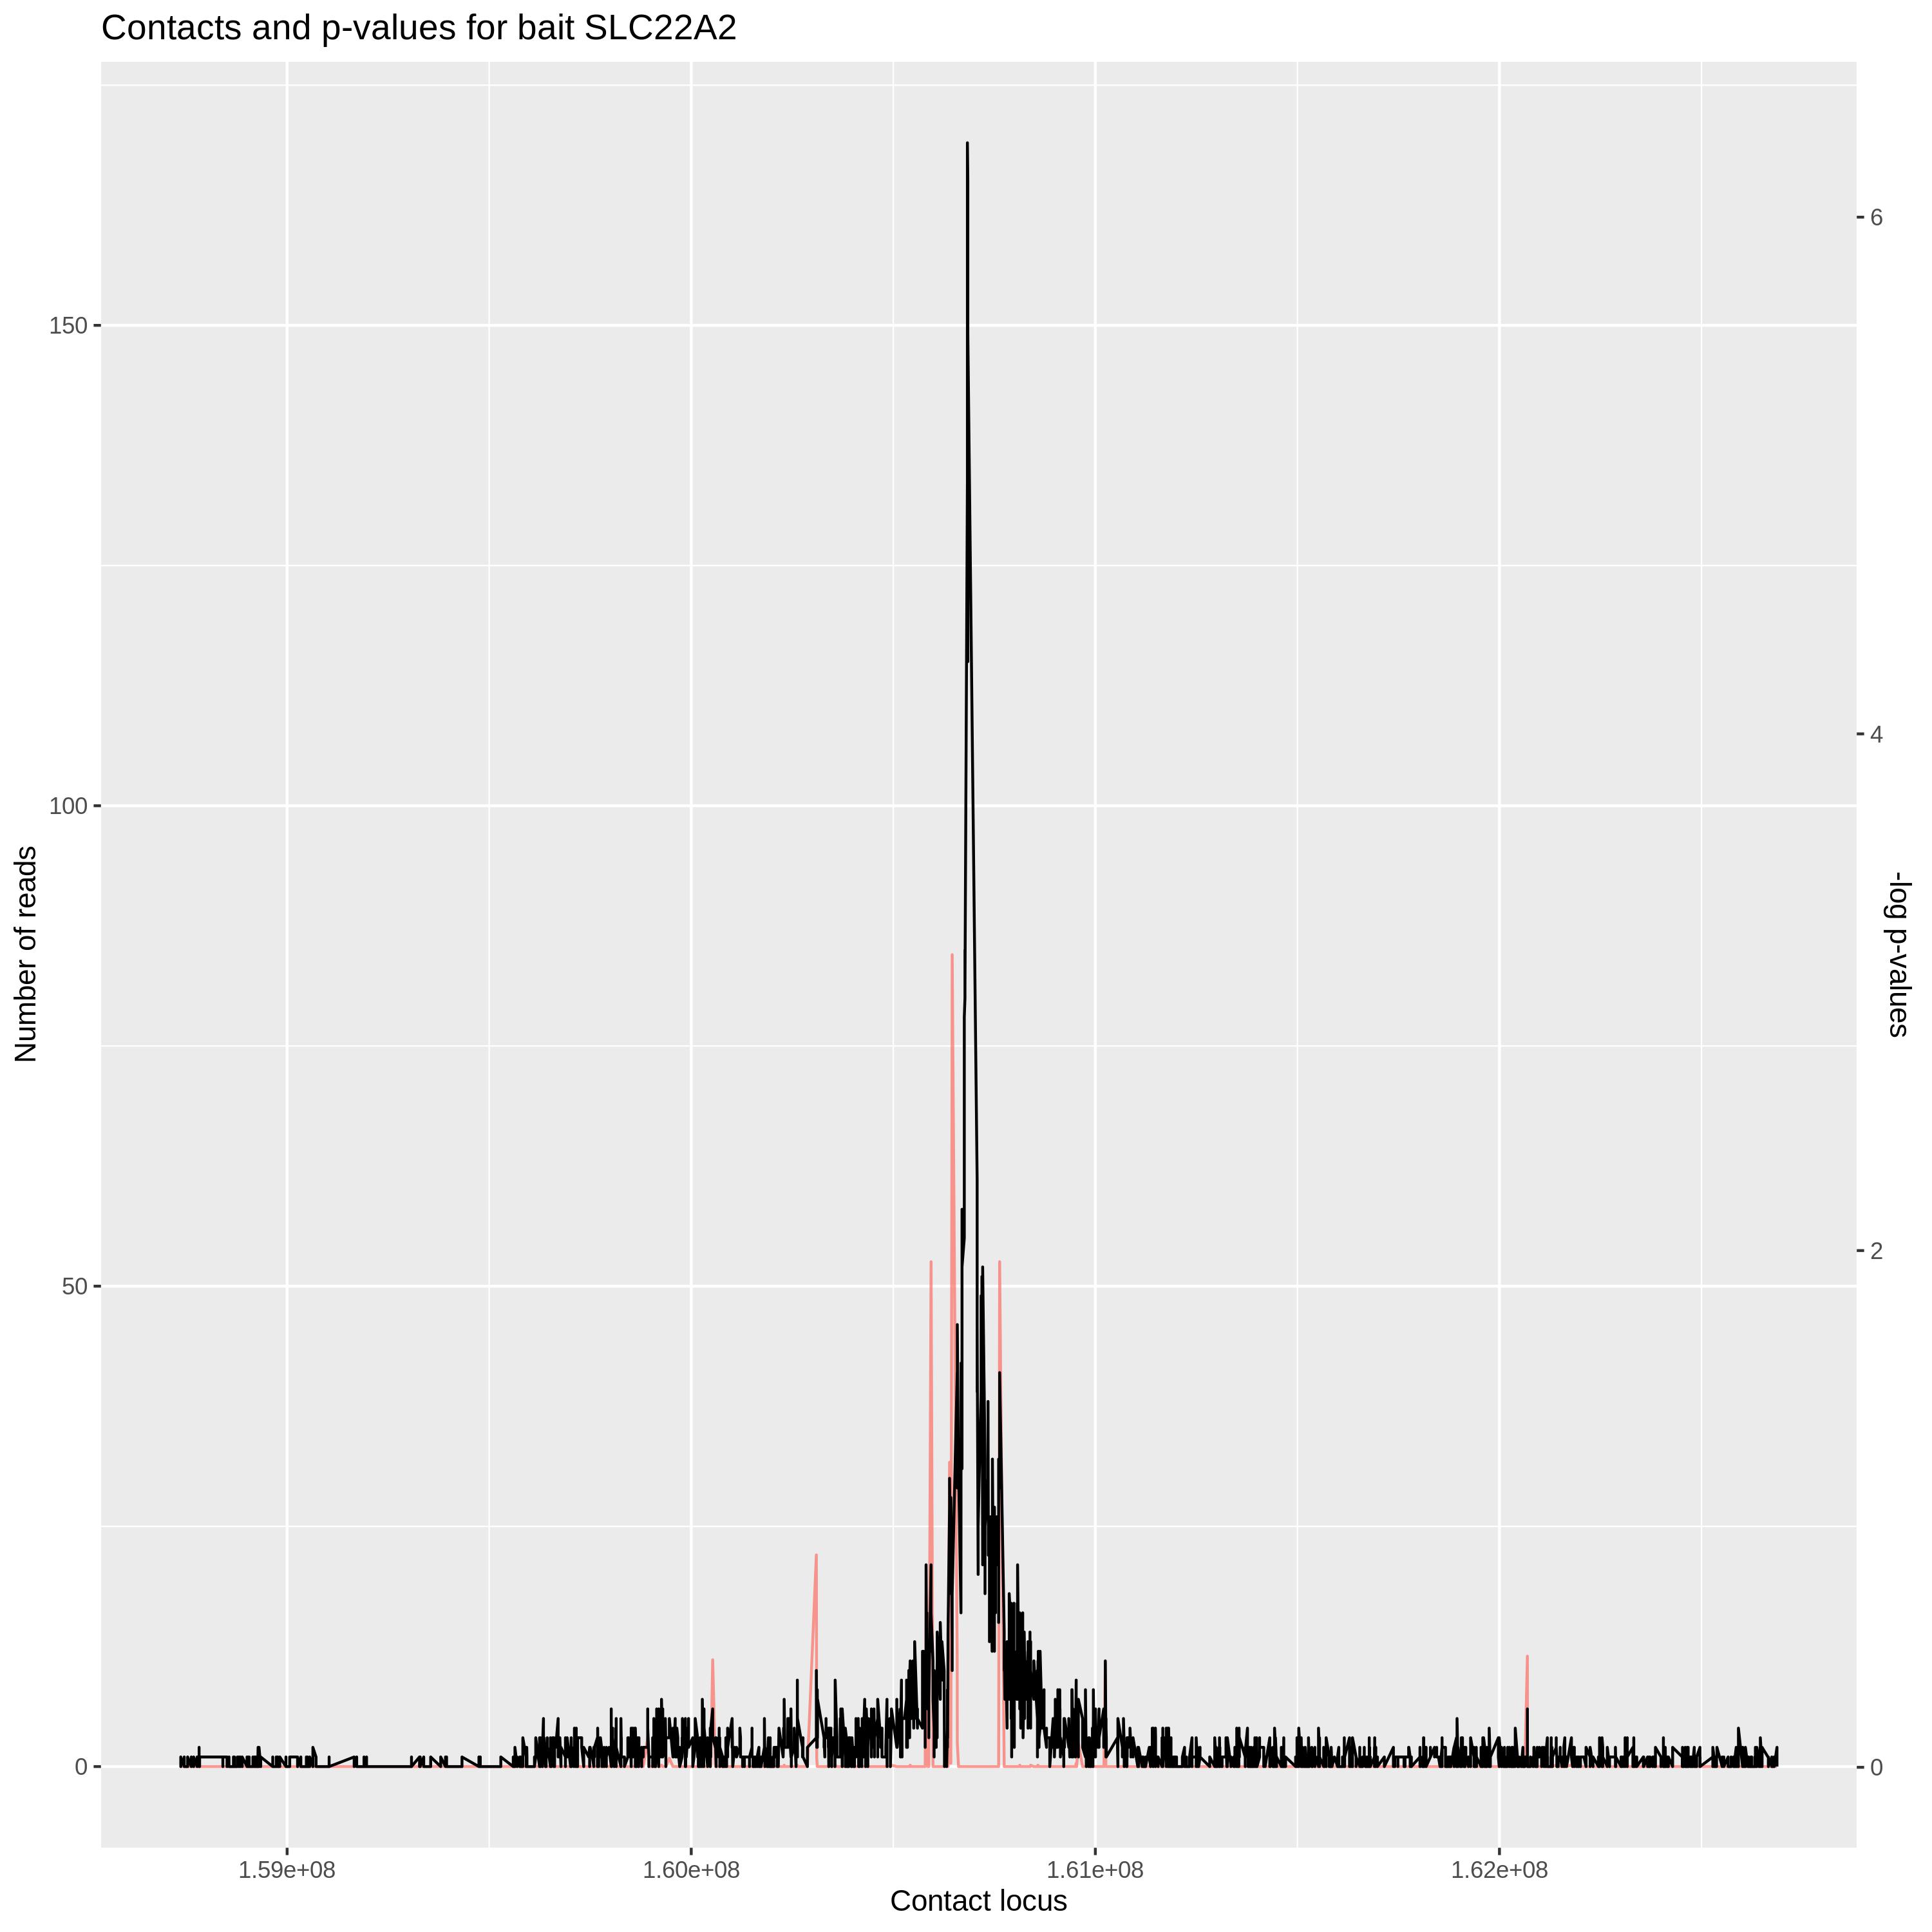 Contacts and p-values for bait SLC22A2
Number of reads
150
100
50
0
6
4
2
0
-log p-values
1.59e+08 1.60e+08 1.61e+08 1.62e+08
Contact locus